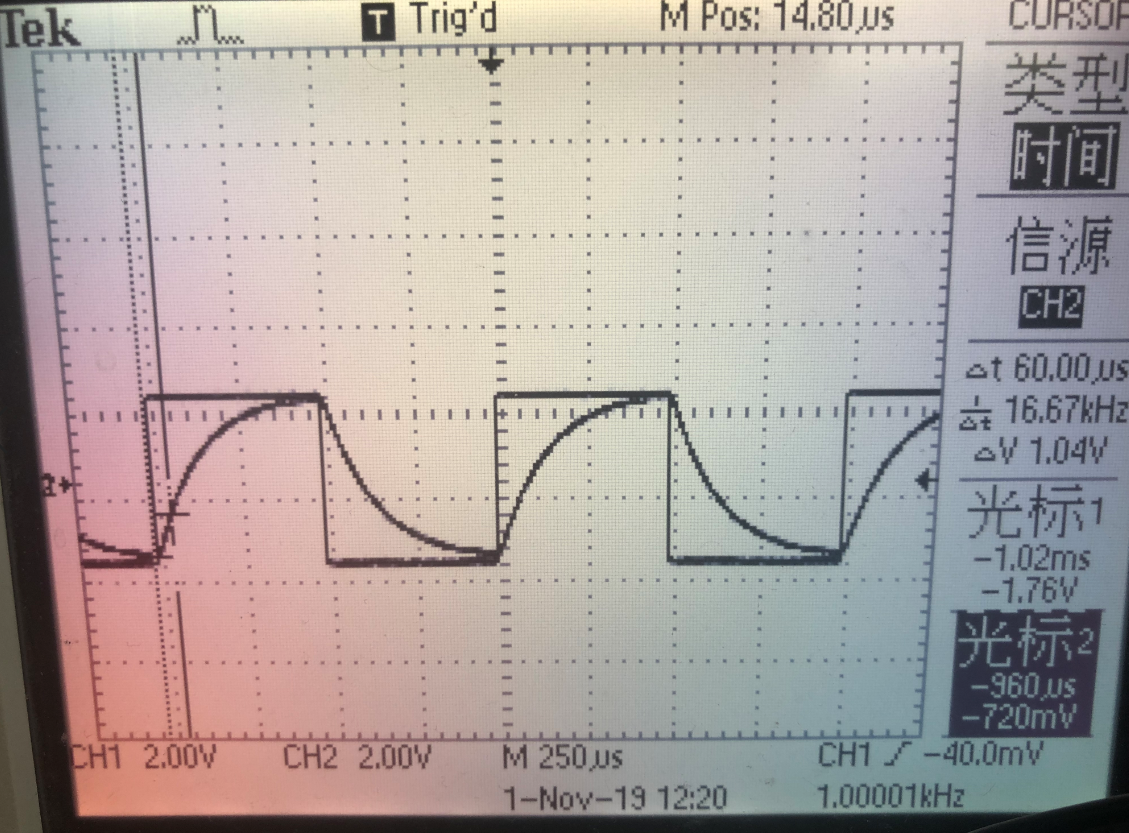 Tek T Trig'd M Pos: 14.80µs CURSOR
类型
时间
信源
CH2
△t 60.00µs
1/△t 16.67kHz
△V 1.04V
光标1
-1.02ms
-1.76V
光标2
-960µs
-720mV
CH1 2.00V CH2 2.00V M 250µs CH1 -40.0mV
1-Nov-19 12:20 1.00001kHz